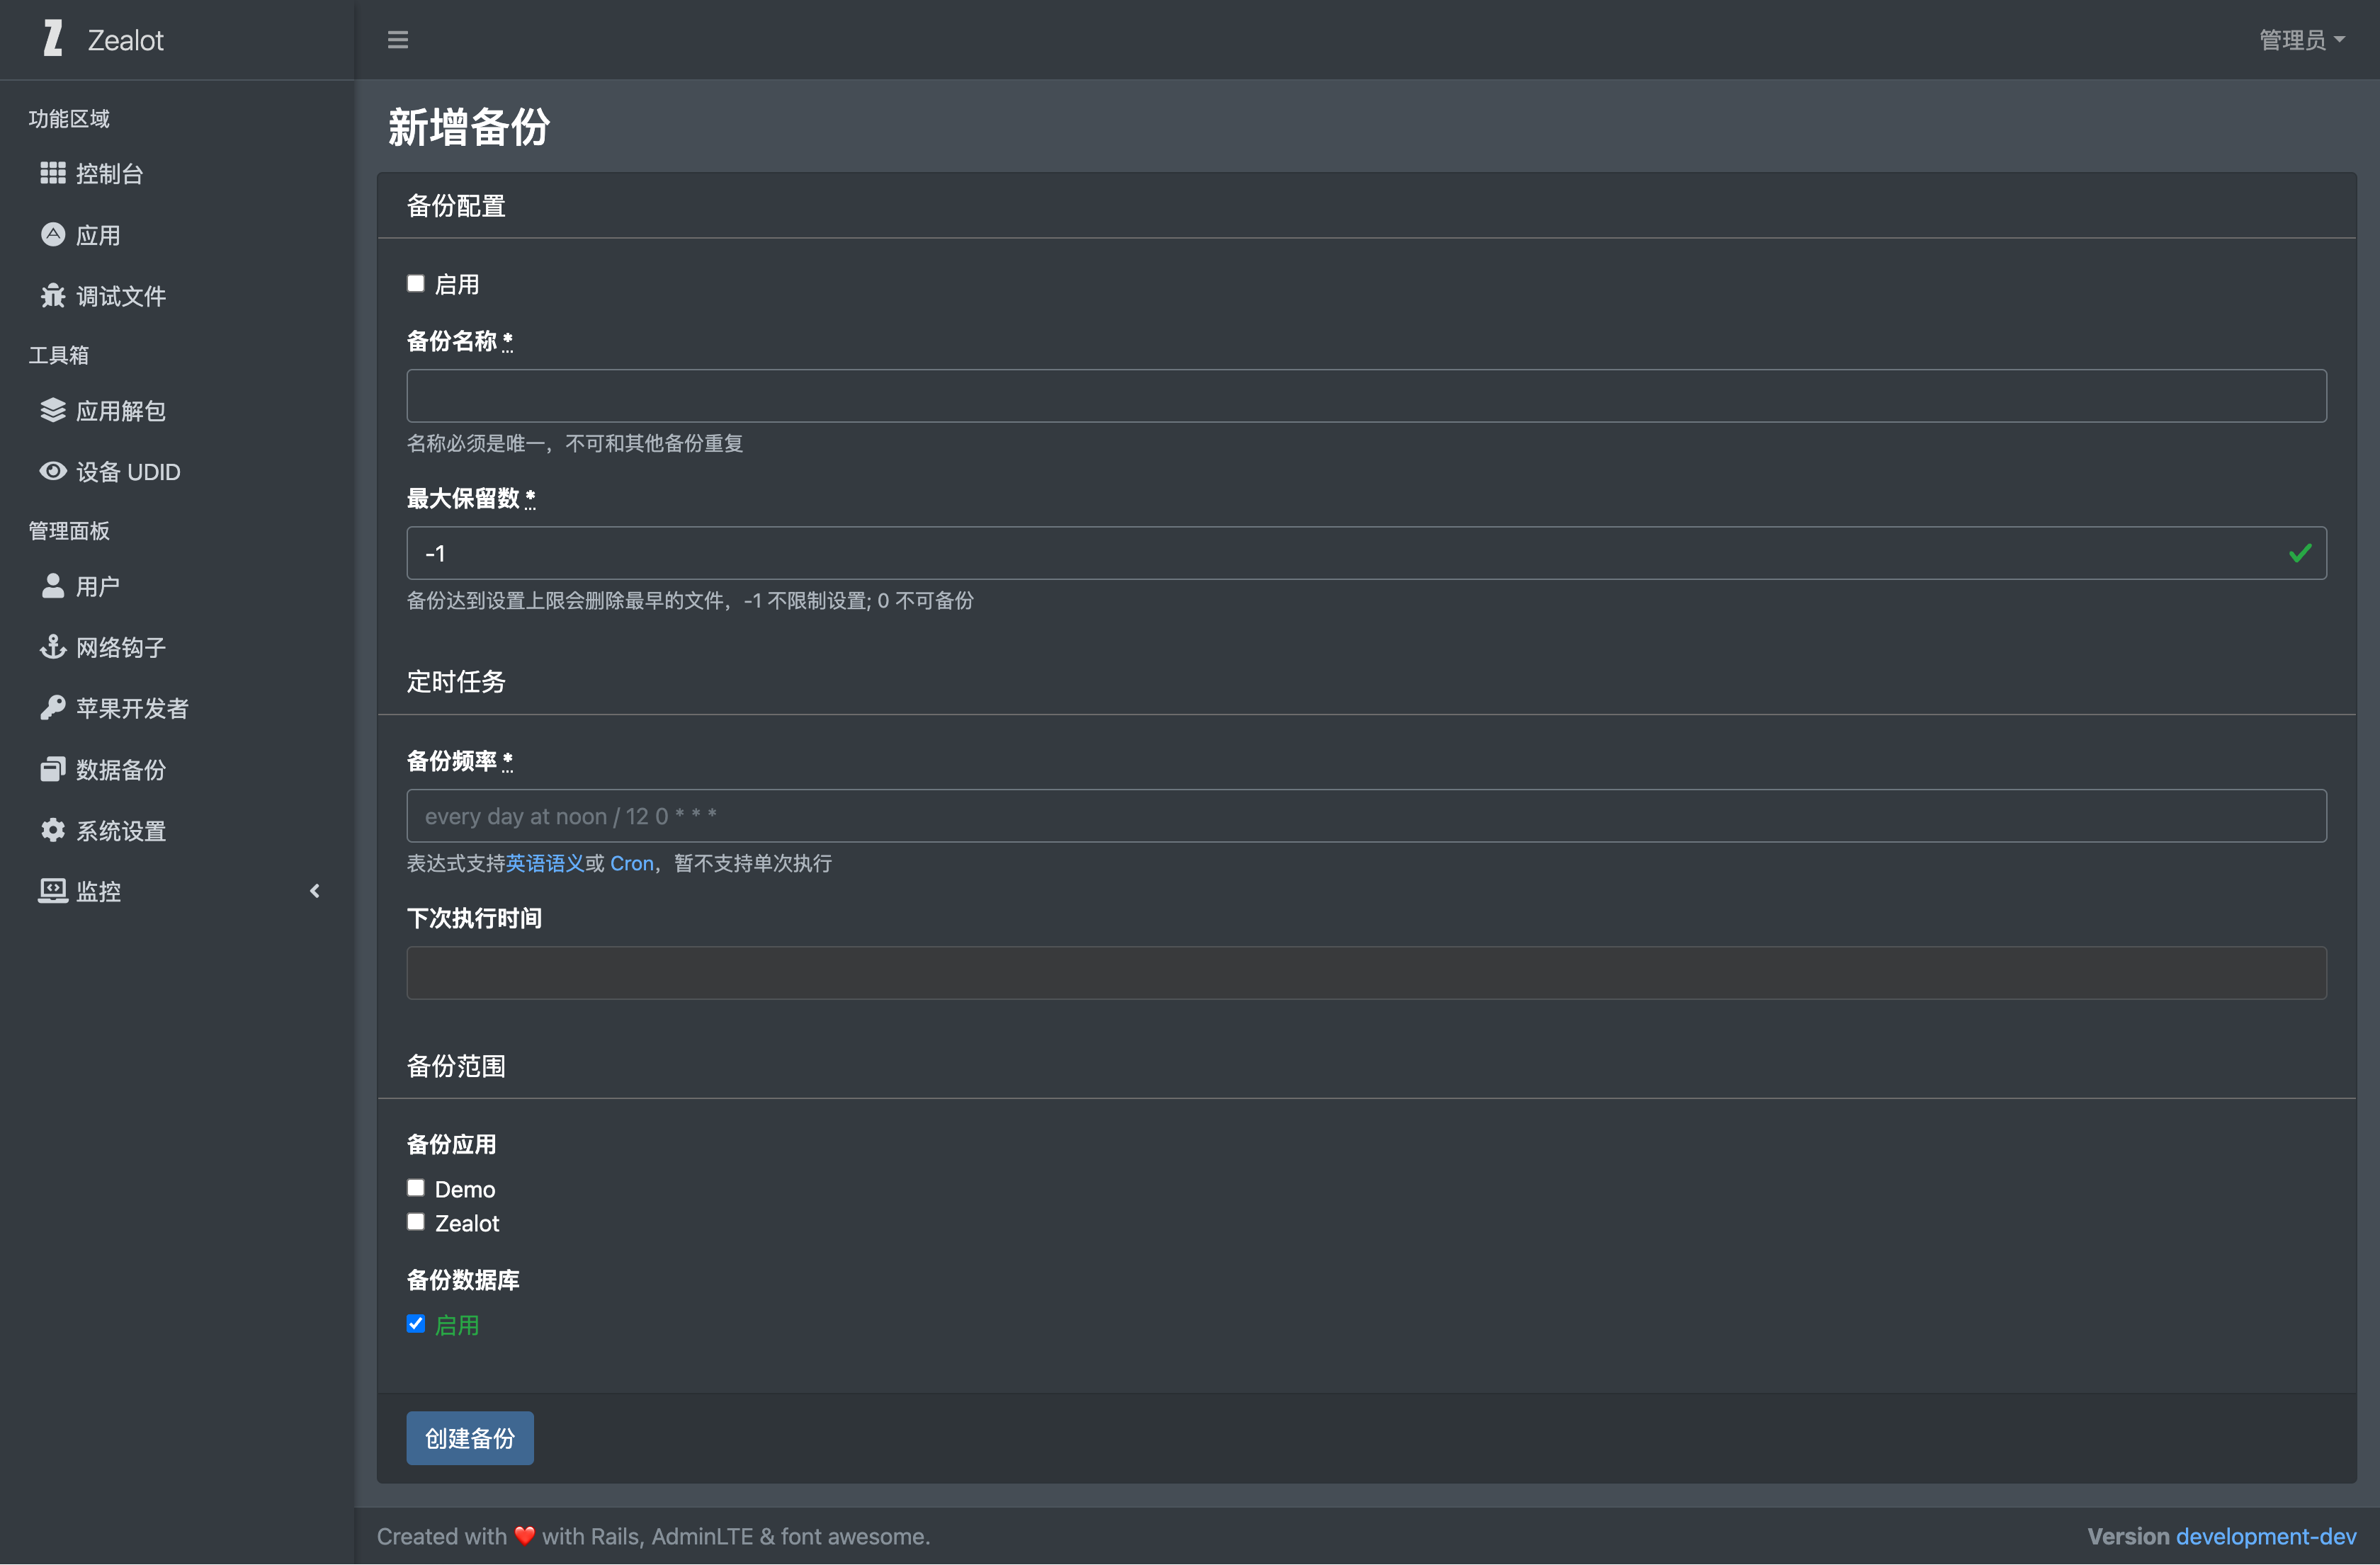 Zealot
管理员
功能区域
控制台
应用
调试文件
工具箱
应用解包
设备 UDID
管理面板
用户
网络钩子
苹果开发者
数据备份
系统设置
监控
新增备份
备份配置
启用
备份名称 *
名称必须是唯一，不可和其他备份重复
最大保留数 *
-1
备份达到设置上限会删除最早的文件，-1 不限制设置; 0 不可备份
定时任务
备份频率 *
every day at noon / 12 0 * * *
表达式支持英语语义或 Cron，暂不支持单次执行
下次执行时间
备份范围
备份应用
Demo
Zealot
备份数据库
启用
创建备份
Created with ❤️ with Rails, AdminLTE & font awesome.
Version development-dev